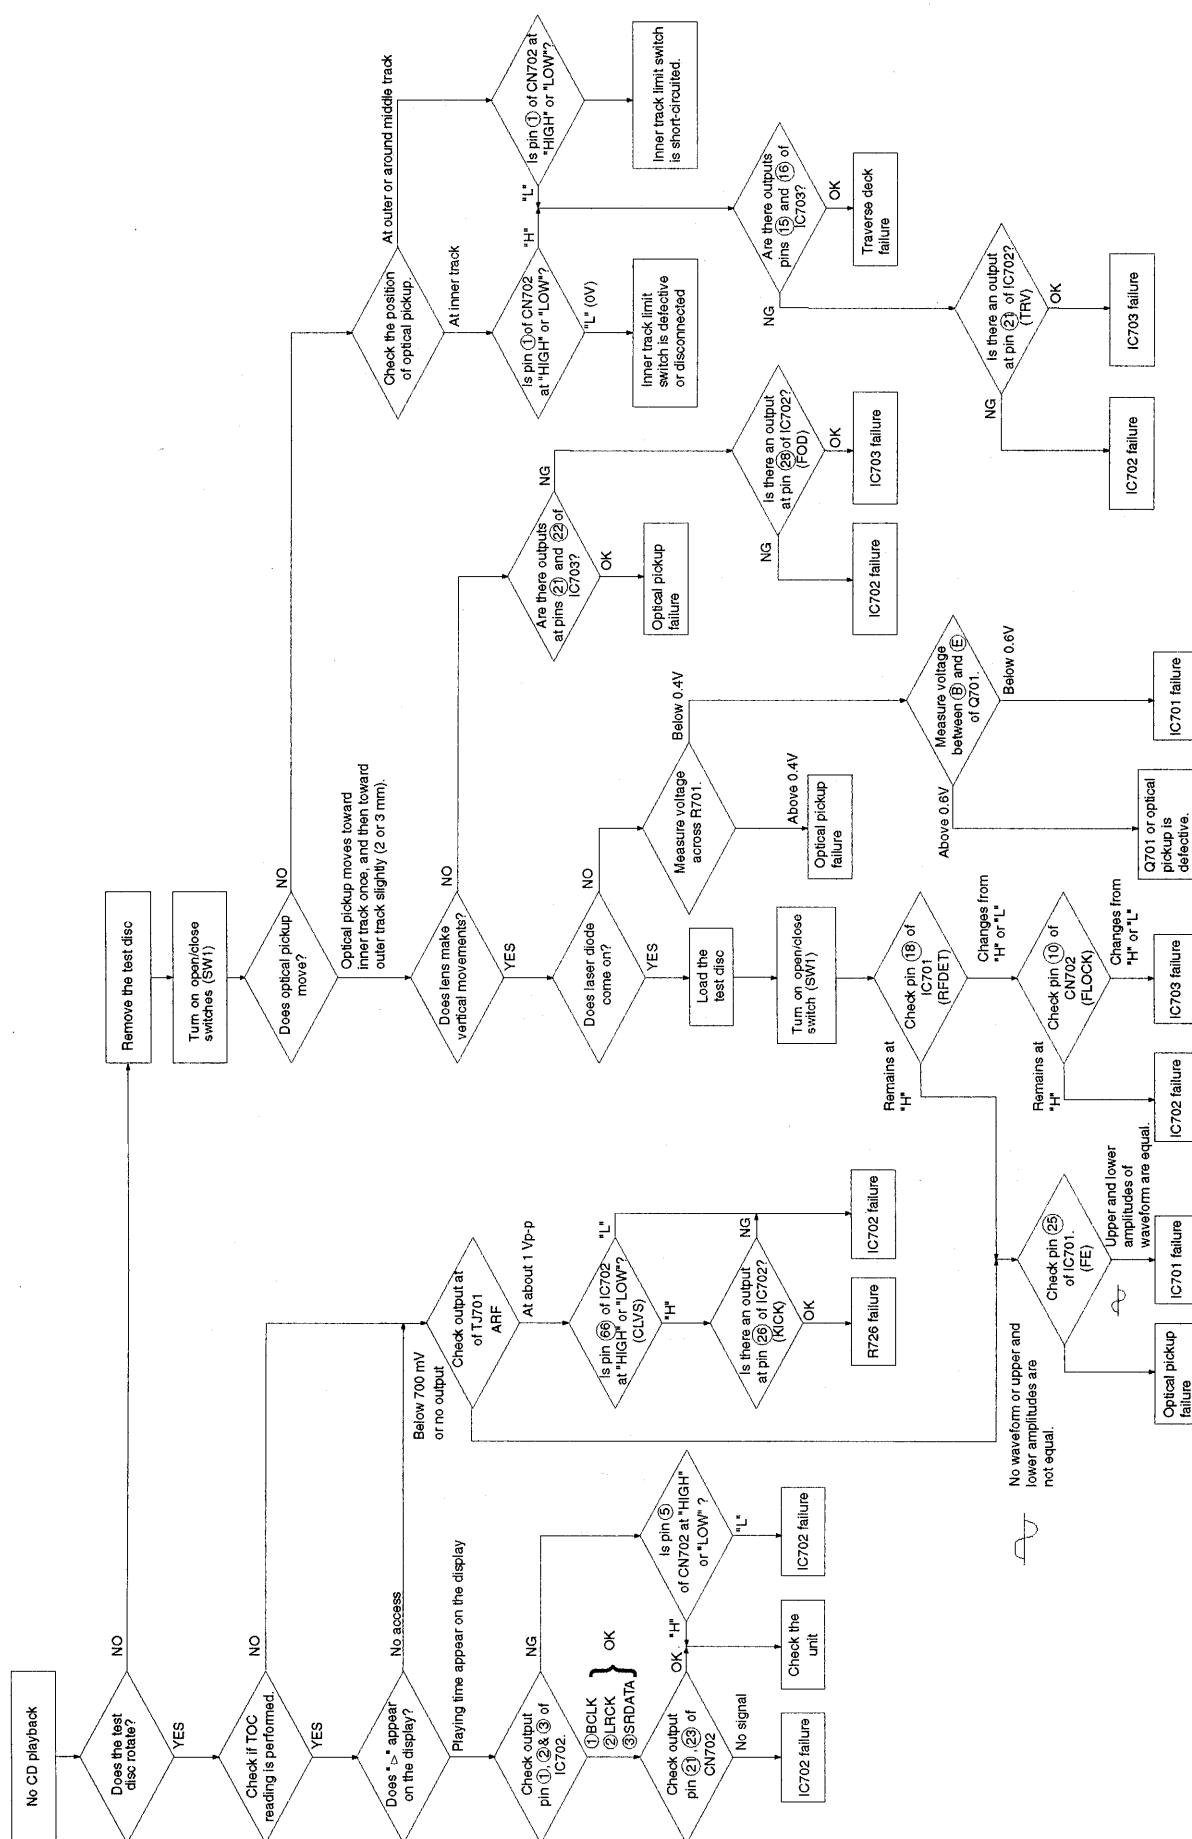 No CD playback
Does the test
disc rotate?
NO
YES
Check if TOC
reading is performed.
NO
YES
Does "▷" appear
on the display?
No access
Playing time appear on the display
Check output
pin ①, ②& ③ of
IC702.
NG
①BCLK
②LRCK
③SRDATA
OK
Check output
pin ㉑, ㉓ of
CN702
OK
No signal
IC702 failure
Is pin ⑤
of CN702 at "HIGH"
or "LOW" ?
"H"
"L"
Check the
unit
IC702 failure
Below 700 mV
or no output
Check output at
of TJ701
ARF
At about 1 Vp-p
Is pin 66 of IC702
at "HIGH" or "LOW"?
(CLVS)
"L"
"H"
Is there an output
at pin ㉖ of IC702?
(KICK)
NG
OK
R726 failure
IC702 failure
Remove the test disc
Turn on open/close
switches (SW1)
Does optical pickup
move?
NO
Optical pickup moves toward
inner track once, and then toward
outer track slightly (2 or 3 mm).
Does lens make
vertical movements?
NO
YES
Does laser diode
come on?
NO
YES
Load the
test disc
Turn on open/close
switch (SW1)
Check pin ⑱ of
IC701
(RFDET)
Remains at
"H"
Changes from
"H" or "L"
Check pin ⑩ of
CN702
(FLOCK)
Remains at
"H"
Changes from
"H" or "L"
IC702 failure
IC703 failure
No waveform or upper and
lower amplitudes are
not equal.
Check pin ㉕
of IC701.
(FE)
Upper and lower
amplitudes of
waveform are equal.
Optical pickup
failure
IC701 failure
Measure voltage
across R701.
Below 0.4V
Above 0.4V
Optical pickup
failure
Measure voltage
between Ⓑ and Ⓔ
of Q701.
Above 0.6V
Below 0.6V
Q701 or optical
pickup is
defective.
IC701 failure
Are there outputs
at pins ㉑ and ㉒ of
IC703?
NG
OK
Optical pickup
failure
Is there an output
at pin ㉘ of IC702?
(FOD)
NG
OK
IC702 failure
IC703 failure
Check the position
of optical pickup.
At outer or around middle track
At inner track
Is pin ① of CN702
at "HIGH" or "LOW"?
"H"
"L" (0V)
Inner track limit
switch is defective
or disconnected
Is pin ① of CN702 at
"HIGH" or "LOW"?
"L"
Inner track limit switch
is short-circuited.
Are there outputs
pins ⑮ and ⑯ of
IC703?
NG
OK
Traverse deck
failure
Is there an output
at pin ㉑ of IC702?
(TRV)
NG
OK
IC702 failure
IC703 failure